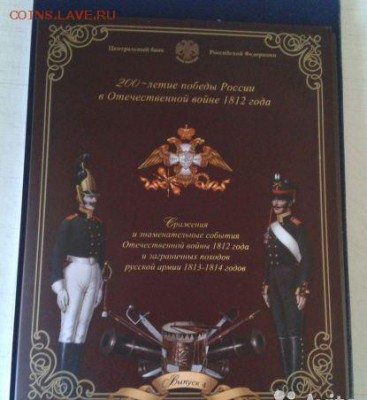 COINS.LAVE.RU
Центральный банк Российской Федерации
200-летие победы России
в Отечественной войне 1812 года
Сражения
и знаменательные события
Отечественной войны 1812 года
и заграничных походов
русской армии 1813-1814 годов
Выпуск
Avito